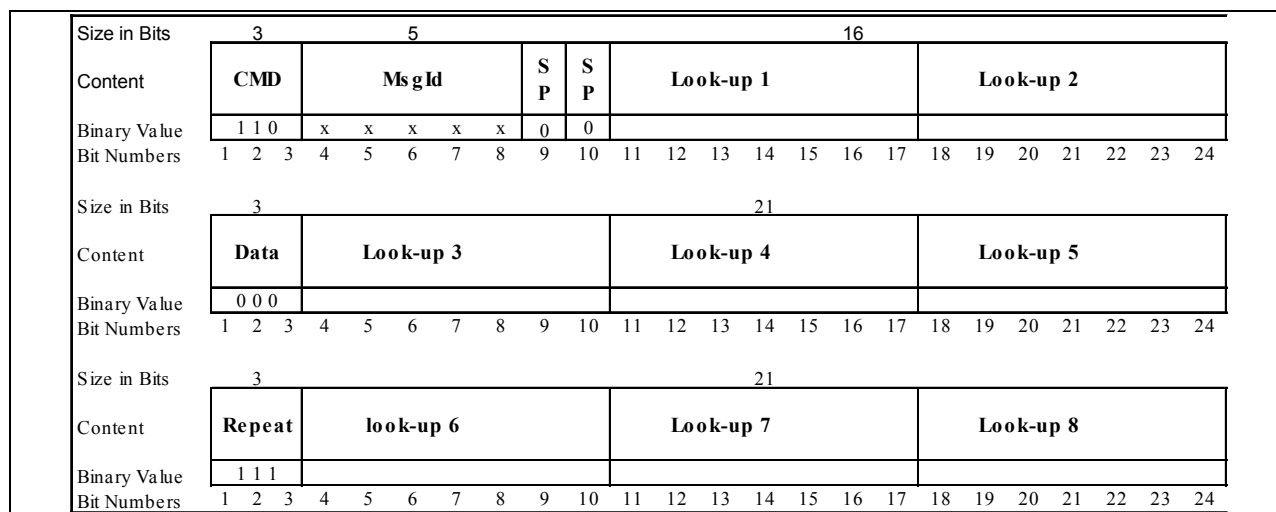 Size in Bits 3 5 16
Content CMD MsgId S P S P Look-up 1 Look-up 2
Binary Value 1 1 0 x x x x x 0 0
Bit Numbers 1 2 3 4 5 6 7 8 9 10 11 12 13 14 15 16 17 18 19 20 21 22 23 24
Size in Bits 3 21
Content Data Look-up 3 Look-up 4 Look-up 5
Binary Value 0 0 0
Bit Numbers 1 2 3 4 5 6 7 8 9 10 11 12 13 14 15 16 17 18 19 20 21 22 23 24
Size in Bits 3 21
Content Repeat look-up 6 Look-up 7 Look-up 8
Binary Value 1 1 1
Bit Numbers 1 2 3 4 5 6 7 8 9 10 11 12 13 14 15 16 17 18 19 20 21 22 23 24